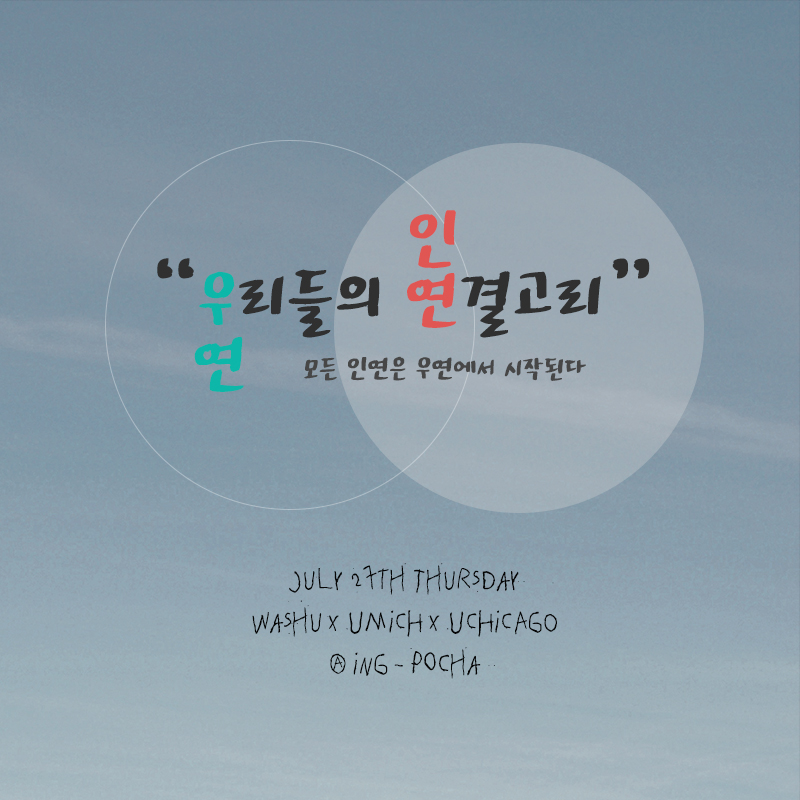 인
“우리들의 연결고리”
연
모든 인연은 우연에서 시작된다
JULY 27TH THURSDAY
WASHU X UMiCH X UCHiCAGO
Ⓐ iNG - POCHA